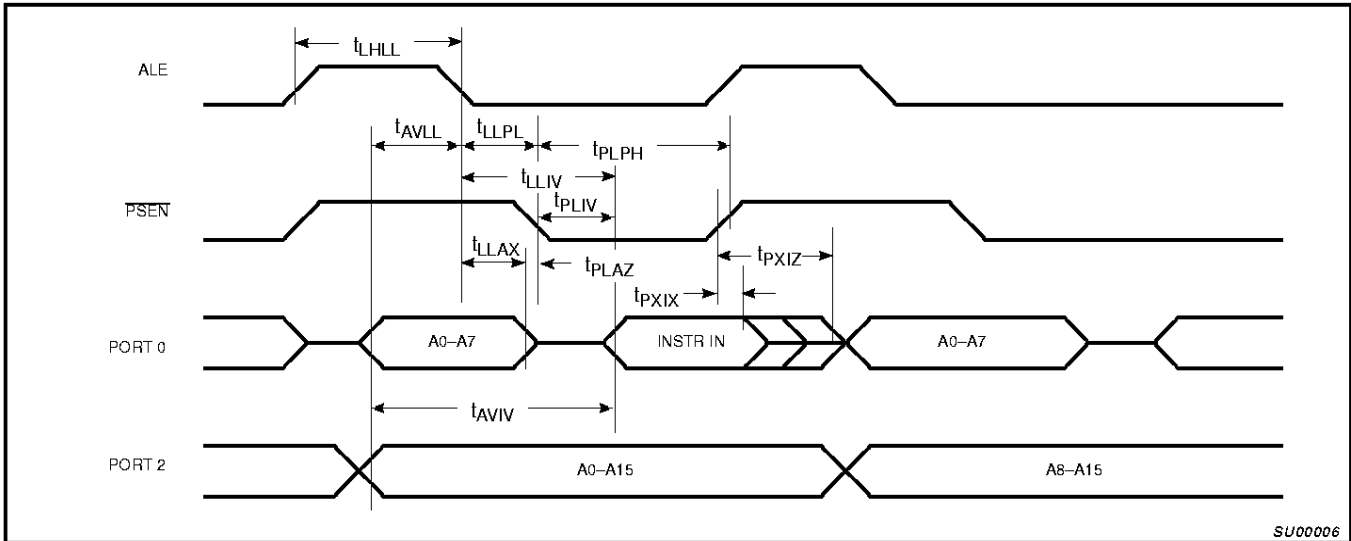 tLHLL
ALE
tAVLL
tLLPL
tPLPH
tLLIV
PSEN
tPLIV
tLLAX
tPLAZ
tPXIZ
tPXIX
PORT 0
A0–A7
INSTR IN
A0–A7
tAVIV
PORT 2
A0–A15
A8–A15
SU00006